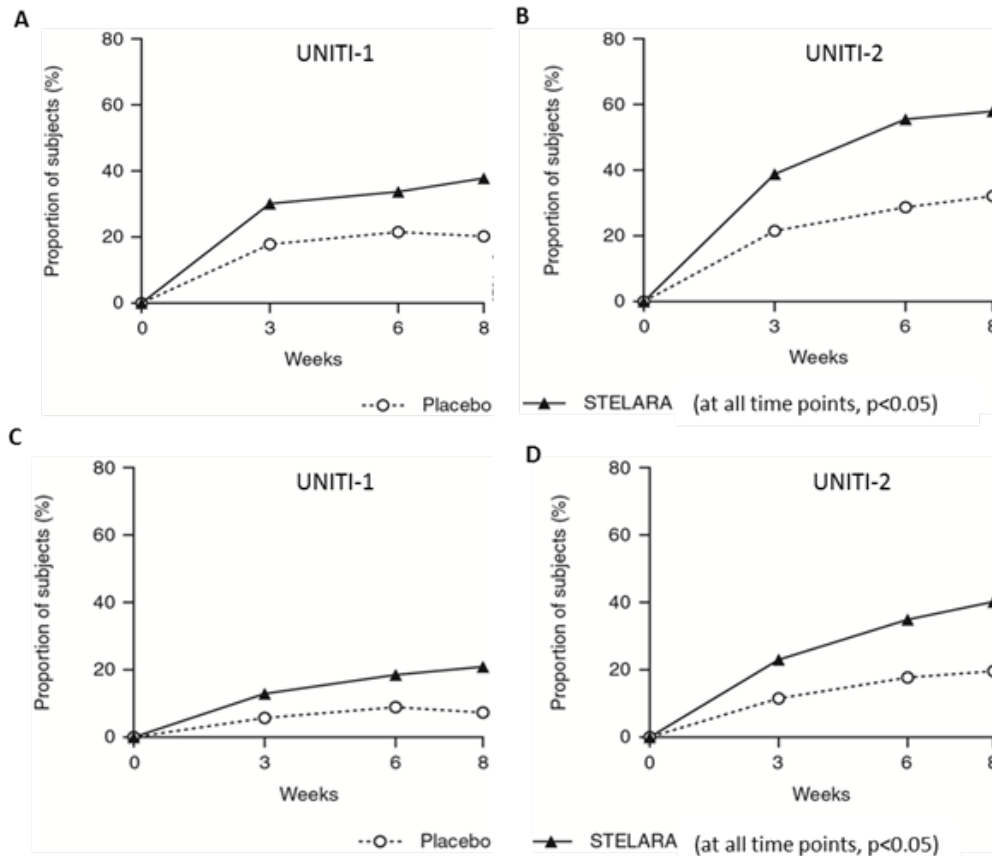 A
UNITI-1
Proportion of subjects (%)
80
60
40
20
0
0 3 6 8
Weeks
B
UNITI-2
Proportion of subjects (%)
80
60
40
20
0
0 3 6 8
Weeks
Placebo STELARA (at all time points, p<0.05)
C
UNITI-1
Proportion of subjects (%)
80
60
40
20
0
0 3 6 8
Weeks
D
UNITI-2
Proportion of subjects (%)
80
60
40
20
0
0 3 6 8
Weeks
Placebo STELARA (at all time points, p<0.05)